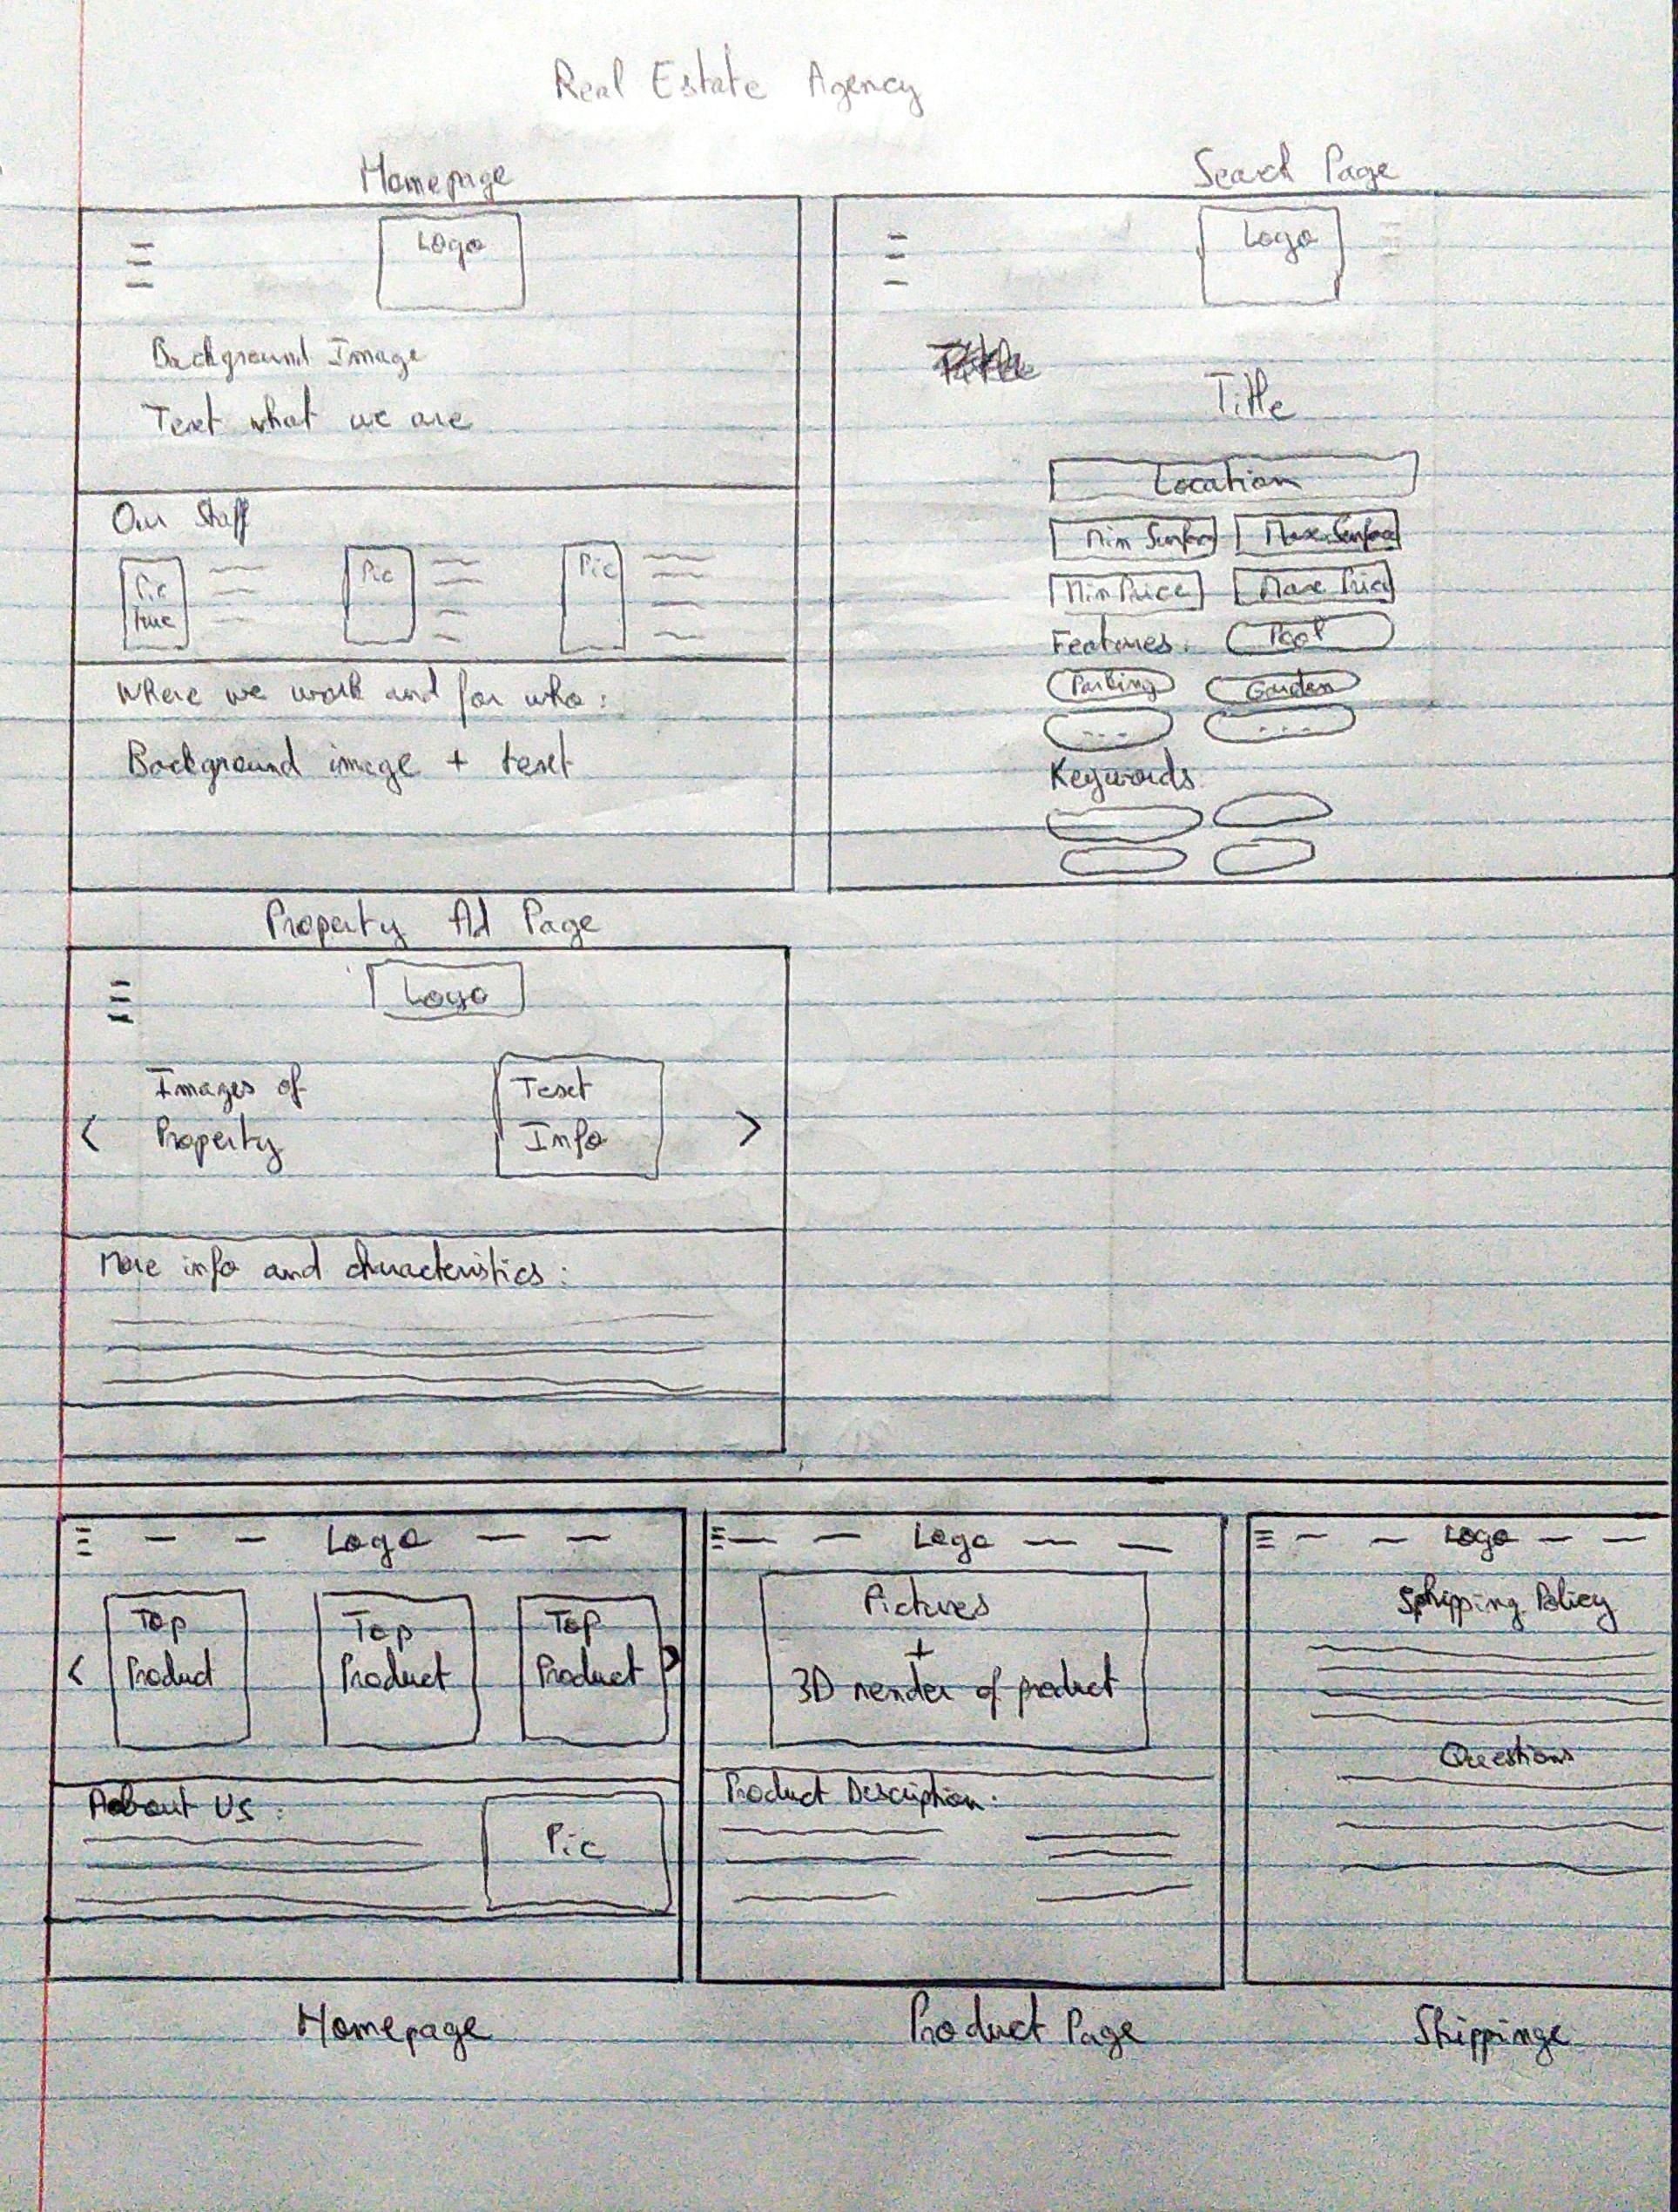 Real Estate Agency
Homepage
Logo
Background Image
Text what we are
Our Staff
Pic
ture
Pic
Pic
Where we work and for who:
Background image + text
Search Page
Logo
Title
Location
Min Surface Max Surface
Min Price Max Price
Features: Pool
Parking Garden
... ...
Keywords
Property Ad Page
Logo
Images of
Property
Text
Info
< >
More info and characteristics:
Logo
Top
Product
Top
Product
Top
Product
< >
About Us:
Pic
Homepage
Logo
Pictures
+
3D render of product
Product Description:
Product Page
Logo
Shipping Policy
Questions
Shippinge